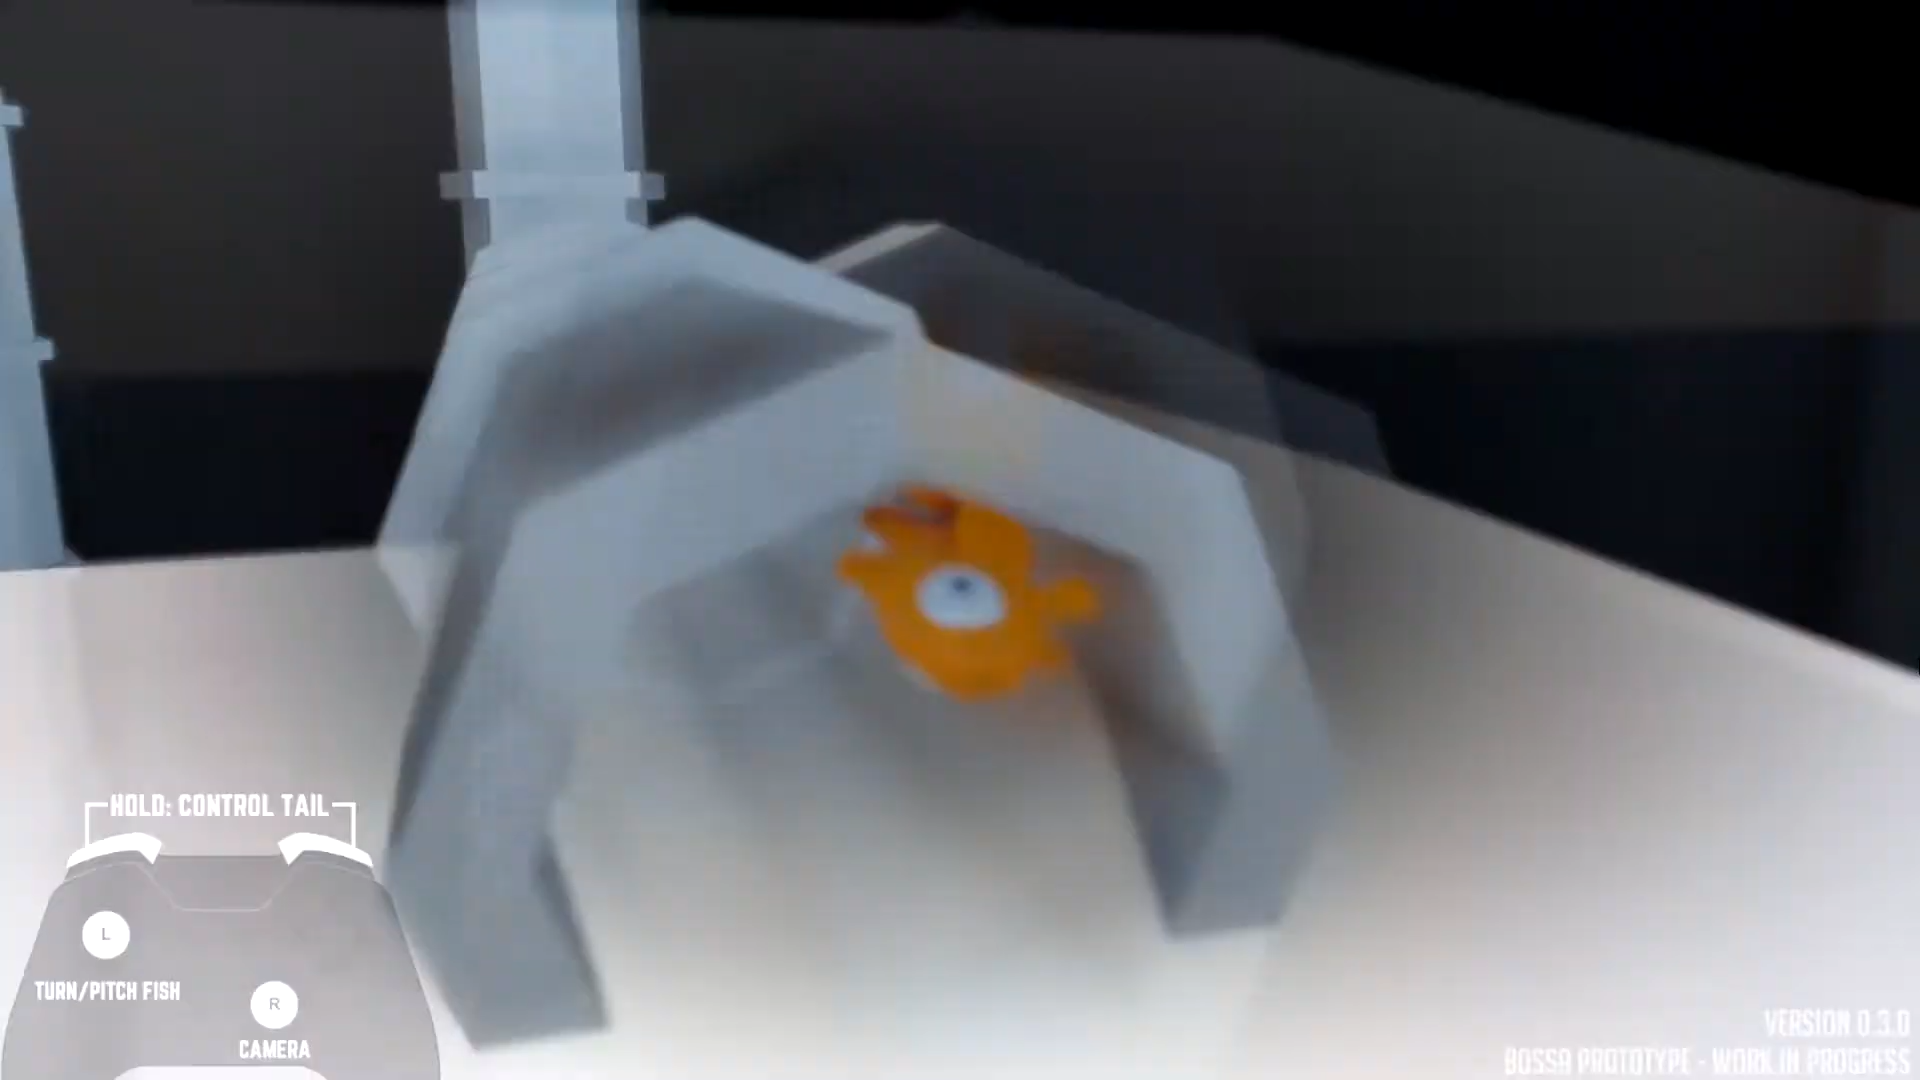 HOLD: CONTROL TAIL
L
TURN/PITCH FISH
R
CAMERA
VERSION 0.3.0
BOSSA PROTOTYPE - WORK IN PROGRESS